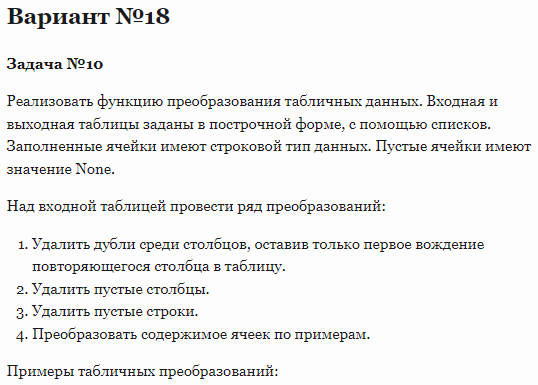 Вариант №18
Задача №10
Реализовать функцию преобразования табличных данных. Входная и
выходная таблицы заданы в построчной форме, с помощью списков.
Заполненные ячейки имеют строковой тип данных. Пустые ячейки имеют
значение None.
Над входной таблицей провести ряд преобразований:
1. Удалить дубли среди столбцов, оставив только первое вождение
повторяющегося столбца в таблицу.
2. Удалить пустые столбцы.
3. Удалить пустые строки.
4. Преобразовать содержимое ячеек по примерам.
Примеры табличных преобразований: